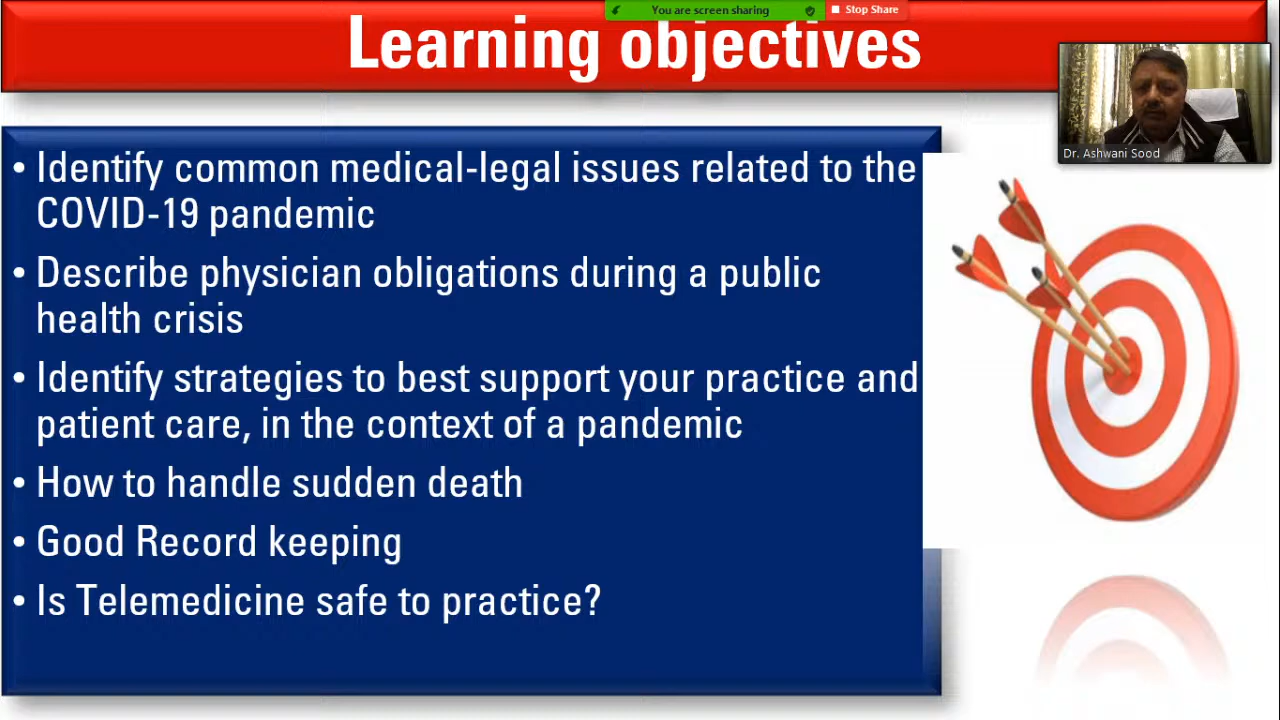 You are screen sharing
Stop Share
Learning objectives
Dr. Ashwani Sood
• Identify common medical-legal issues related to the
COVID-19 pandemic
• Describe physician obligations during a public
health crisis
• Identify strategies to best support your practice and
patient care, in the context of a pandemic
• How to handle sudden death
• Good Record keeping
• Is Telemedicine safe to practice?